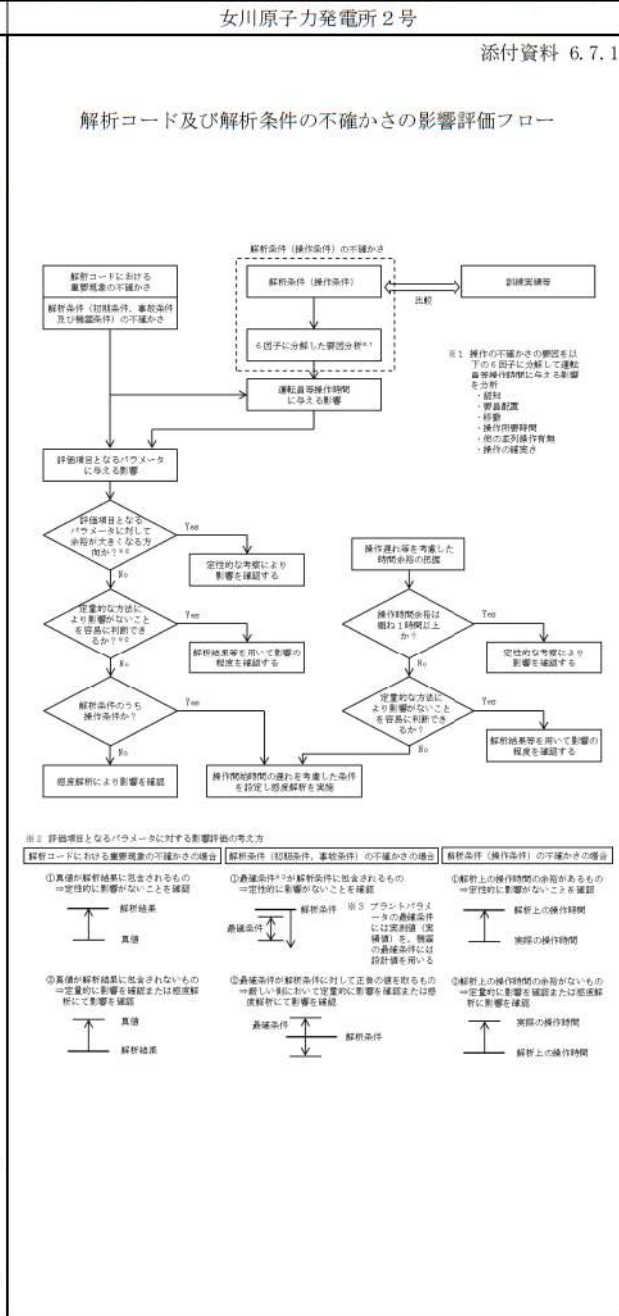 女川原子力発電所２号
添付資料 6.7.1
解析コード及び解析条件の不確かさの影響評価フロー
解析条件（操作条件）の不確かさ
解析コードにおける
重要現象の不確かさ
解析条件（初期条件、事故条件
及び機器条件）の不確かさ
解析条件（操作条件）
比較
訓練実績等
６因子に分解した要因分析※１
運転員等操作時間
に与える影響
※１ 操作の不確かさの要因を以
下の６因子に分解して運転
員等操作時間に与える影響
を分析
・認知
・要員配置
・移動
・操作所要時間
・他の並列操作有無
・操作の確実さ
評価項目となるパラメータ
に与える影響
評価項目となる
パラメータに対して
余裕が大きくなる方
向か？※２
Yes
定性的な考察により
影響を確認する
No
定量的な方法に
より影響がないこと
を容易に判断でき
るか？※２
Yes
解析結果等を用いて影響の
程度を確認する
No
解析条件のうち
操作条件か？
Yes
No
感度解析により影響を確認
操作開始時間の遅れを考慮した条件
を設定し感度解析を実施
操作遅れ等を考慮した
時間余裕の把握
操作時間余裕は
概ね１時間以上
か？
Yes
定性的な考察により
影響を確認する
No
定量的な方法に
より影響がないこと
を容易に判断でき
るか？
Yes
解析結果等を用いて影響の
程度を確認する
No
※２ 評価項目となるパラメータに対する影響評価の考え方
解析コードにおける重要現象の不確かさの場合
①真値が解析結果に包含されるもの
⇒定性的に影響がないことを確認
解析結果
真値
②真値が解析結果に包含されないもの
⇒定量的に影響を確認または感度解
析にて影響を確認
真値
解析結果
解析条件（初期条件、事故条件）の不確かさの場合
①最確条件※３が解析条件に包含されるもの
⇒定性的に影響がないことを確認
解析条件
最確条件
※３ プラントパラメ
ータの最確条件
には実測値（実
績値）を、機器
の最確条件には
設計値を用いる
②最確条件が解析条件に対して正負の値を取るもの
⇒厳しい側において定量的に影響を確認または感
度解析にて影響を確認
最確条件
解析条件
解析条件（操作条件）の不確かさの場合
①解析上の操作時間の余裕があるもの
⇒定性的に影響がないことを確認
解析上の操作時間
実際の操作時間
②解析上の操作時間の余裕がないもの
⇒定量的に影響を確認または感度解
析に影響を確認
実際の操作時間
解析上の操作時間